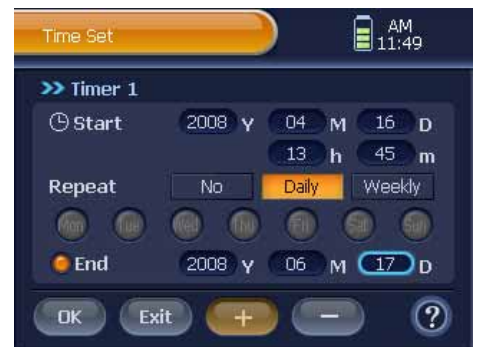 Time Set
AM
11:49
>> Timer 1
Start 2008 Y 04 M 16 D
13 h 45 m
Repeat No Daily Weekly
Mon Tue Wed Thu Fri Sat Sun
End 2008 Y 06 M 17 D
OK Exit + − ?